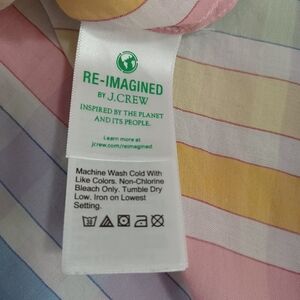 RE-IMAGINED
BY J.CREW
INSPIRED BY THE PLANET
AND ITS PEOPLE.
Learn more at
jcrew.com/reimagined.
Machine Wash Cold With
Like Colors. Non-Chlorine
Bleach Only. Tumble Dry
Low. Iron on Lowest
Setting.